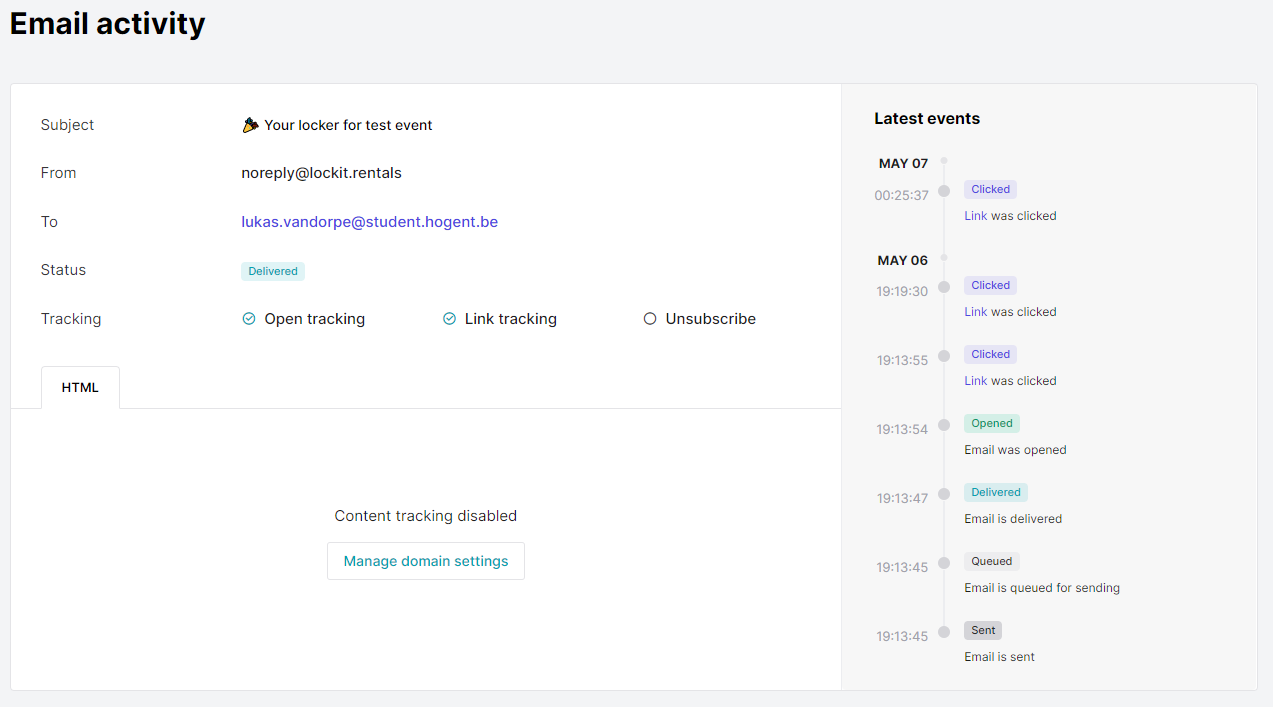 Email activity
Subject
🎉 Your locker for test event
From
noreply@lockit.rentals
To
lukas.vandorpe@student.hogent.be
Status
Delivered
Tracking
Open tracking
Link tracking
Unsubscribe
HTML
Content tracking disabled
Manage domain settings
Latest events
MAY 07
00:25:37
Clicked
Link was clicked
MAY 06
19:19:30
Clicked
Link was clicked
19:13:55
Clicked
Link was clicked
19:13:54
Opened
Email was opened
19:13:47
Delivered
Email is delivered
19:13:45
Queued
Email is queued for sending
19:13:45
Sent
Email is sent